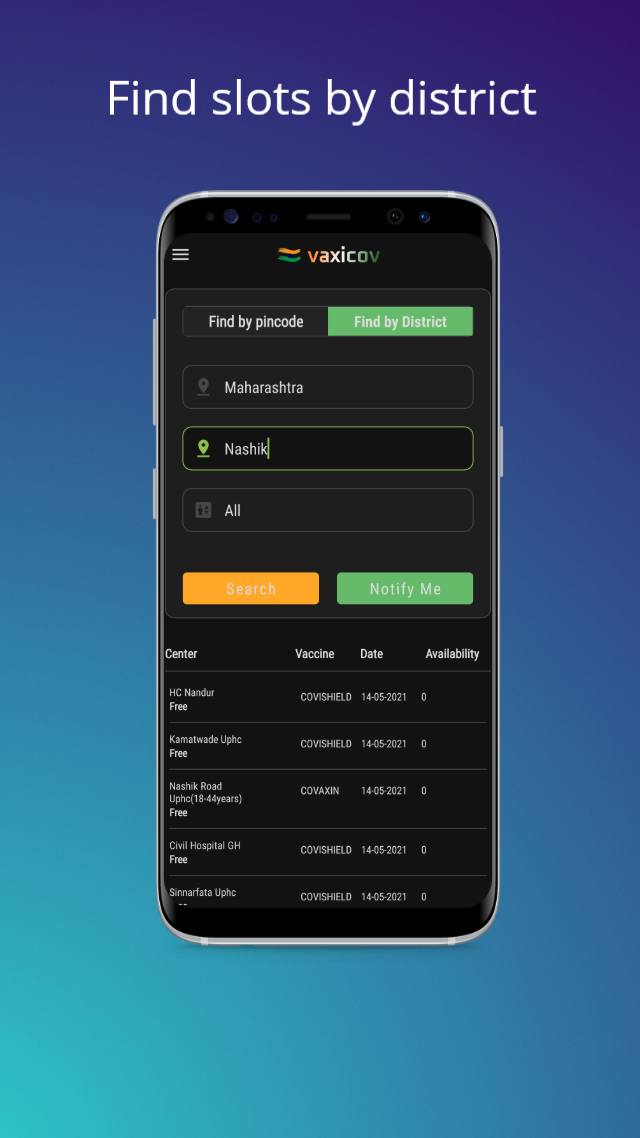 Find slots by district
vaxicov
Find by pincode Find by District
Maharashtra
Nashik
All
Search Notify Me
Center Vaccine Date Availability
HC Nandur COVISHIELD 14-05-2021 0
Free
Kamatwade Uphc COVISHIELD 14-05-2021 0
Free
Nashik Road COVAXIN 14-05-2021 0
Uphc(18-44years)
Free
Civil Hospital GH COVISHIELD 14-05-2021 0
Free
Sinnarfata Uphc COVISHIELD 14-05-2021 0